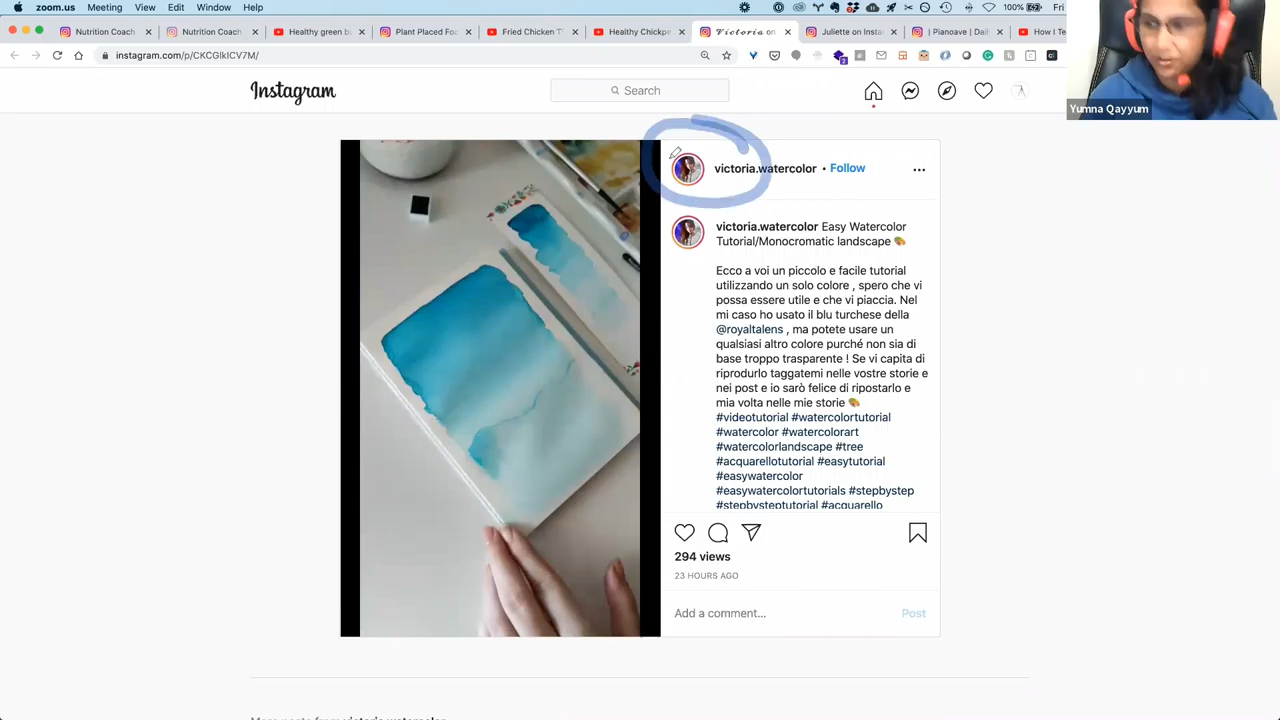 zoom.us Meeting View Edit Window Help 100% Fri
Nutrition Coach Nutrition Coach Healthy green bu Plant Placed Foo Fried Chicken T Healthy Chickpe Victoria on Juliette on Insta | Pianoave | Dail How I Te
instagram.com/p/CKCGlkICV7M/
Yumna Qayyum
Instagram
Search
victoria.watercolor • Follow
victoria.watercolor Easy Watercolor
Tutorial/Monocromatic landscape 🎨
Ecco a voi un piccolo e facile tutorial
utilizzando un solo colore , spero che vi
possa essere utile e che vi piaccia. Nel
mi caso ho usato il blu turchese della
@royaltalens , ma potete usare un
qualsiasi altro colore purché non sia di
base troppo trasparente ! Se vi capita di
riprodurlo taggatemi nelle vostre storie e
nei post e io sarò felice di ripostarlo e
mia volta nelle mie storie 🎨
#videotutorial #watercolortutorial
#watercolor #watercolorart
#watercolorlandscape #tree
#acquarellotutorial #easytutorial
#easywatercolor
#easywatercolortutorials #stepbystep
#stepbysteptutorial #acquarello
294 views
23 HOURS AGO
Add a comment... Post